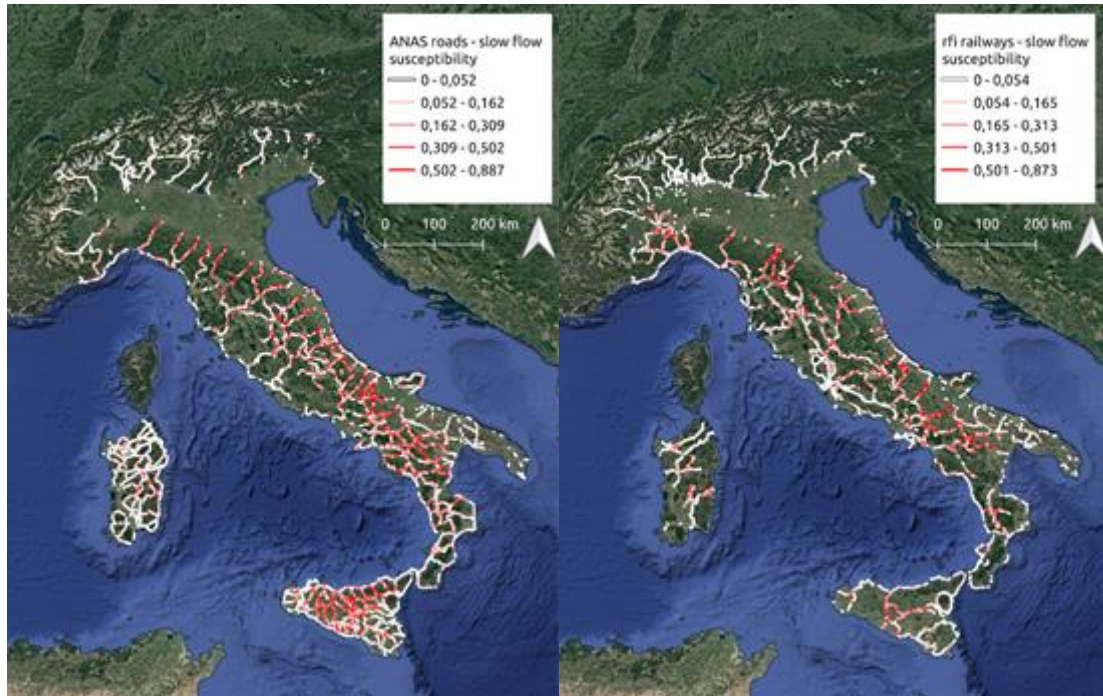 ANAS roads - slow flow
susceptibility
0 - 0,052
0,052 - 0,162
0,162 - 0,309
0,309 - 0,502
0,502 - 0,887
0 100 200 km
rfi railways - slow flow
susceptibility
0 - 0,054
0,054 - 0,165
0,165 - 0,313
0,313 - 0,501
0,501 - 0,873
0 100 200 km